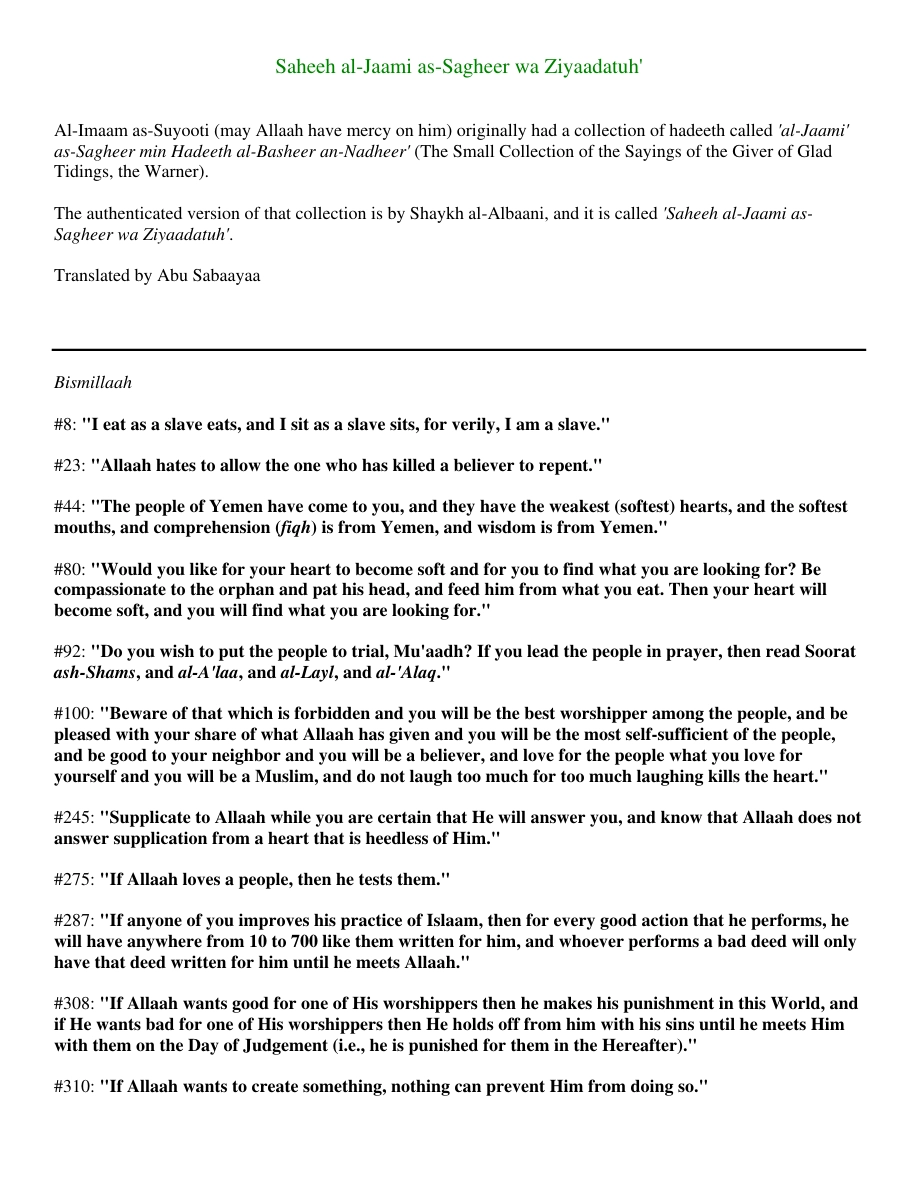 Saheeh al-Jaami as-Sagheer wa Ziyaadatuh'
Al-Imaam as-Suyooti (may Allaah have mercy on him) originally had a collection of hadeeth called 'al-Jaami'
as-Sagheer min Hadeeth al-Basheer an-Nadheer' (The Small Collection of the Sayings of the Giver of Glad
Tidings, the Warner).
The authenticated version of that collection is by Shaykh al-Albaani, and it is called 'Saheeh al-Jaami as-
Sagheer wa Ziyaadatuh'.
Translated by Abu Sabaayaa
Bismillaah
#8: "I eat as a slave eats, and I sit as a slave sits, for verily, I am a slave."
#23: "Allaah hates to allow the one who has killed a believer to repent."
#44: "The people of Yemen have come to you, and they have the weakest (softest) hearts, and the softest
mouths, and comprehension (fiqh) is from Yemen, and wisdom is from Yemen."
#80: "Would you like for your heart to become soft and for you to find what you are looking for? Be
compassionate to the orphan and pat his head, and feed him from what you eat. Then your heart will
become soft, and you will find what you are looking for."
#92: "Do you wish to put the people to trial, Mu'aadh? If you lead the people in prayer, then read Soorat
ash-Shams, and al-A'laa, and al-Layl, and al-'Alaq."
#100: "Beware of that which is forbidden and you will be the best worshipper among the people, and be
pleased with your share of what Allaah has given and you will be the most self-sufficient of the people,
and be good to your neighbor and you will be a believer, and love for the people what you love for
yourself and you will be a Muslim, and do not laugh too much for too much laughing kills the heart."
#245: "Supplicate to Allaah while you are certain that He will answer you, and know that Allaah does not
answer supplication from a heart that is heedless of Him."
#275: "If Allaah loves a people, then he tests them."
#287: "If anyone of you improves his practice of Islaam, then for every good action that he performs, he
will have anywhere from 10 to 700 like them written for him, and whoever performs a bad deed will only
have that deed written for him until he meets Allaah."
#308: "If Allaah wants good for one of His worshippers then he makes his punishment in this World, and
if He wants bad for one of His worshippers then He holds off from him with his sins until he meets Him
with them on the Day of Judgement (i.e., he is punished for them in the Hereafter)."
#310: "If Allaah wants to create something, nothing can prevent Him from doing so."